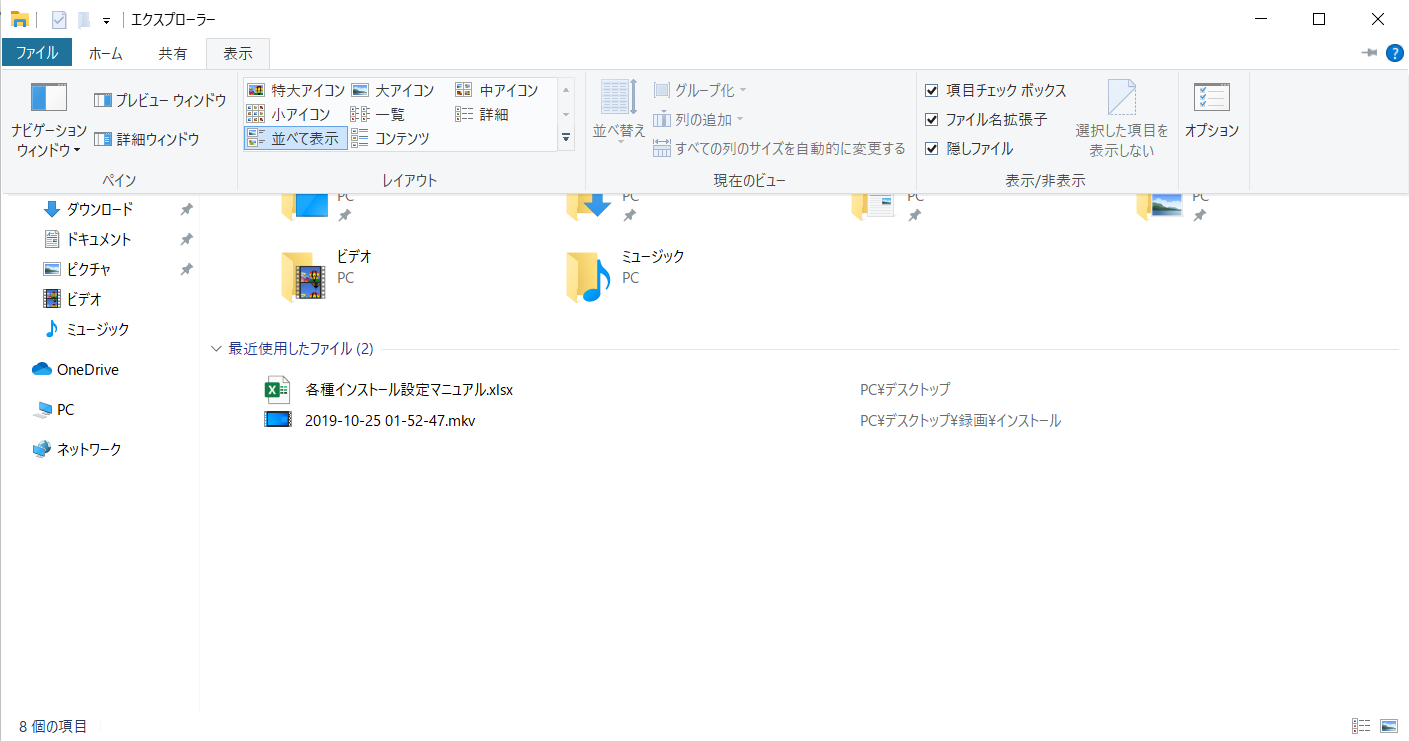 エクスプローラー
ファイル ホーム 共有 表示
ナビゲーション ウィンドウ
プレビュー ウィンドウ
詳細ウィンドウ
ペイン
特大アイコン 大アイコン 中アイコン
小アイコン 一覧 詳細
並べて表示 コンテンツ
レイアウト
並べ替え
グループ化
列の追加
すべての列のサイズを自動的に変更する
現在のビュー
項目チェック ボックス
ファイル名拡張子
隠しファイル
選択した項目を
表示しない
表示/非表示
オプション
ダウンロード
ドキュメント
ピクチャ
ビデオ
ミュージック
OneDrive
PC
ネットワーク
PC PC PC PC
ビデオ
PC
ミュージック
PC
最近使用したファイル (2)
各種インストール設定マニュアル.xlsx PC¥デスクトップ
2019-10-25 01-52-47.mkv PC¥デスクトップ¥録画¥インストール
8 個の項目